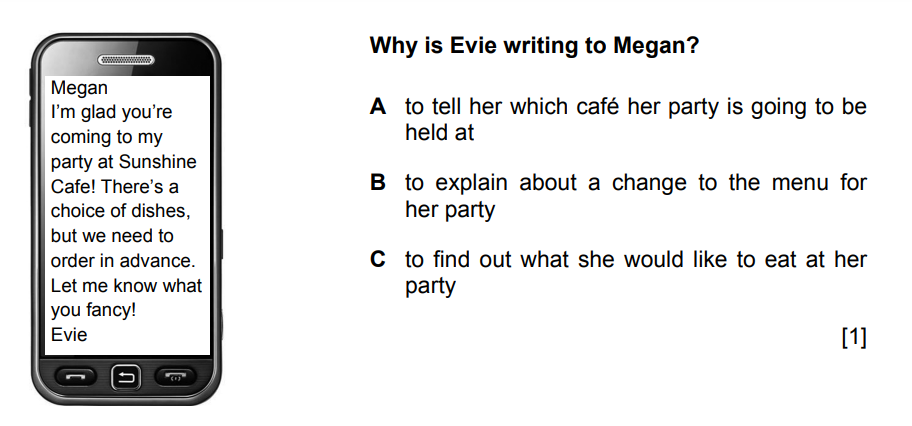 Megan
I'm glad you're
coming to my
party at Sunshine
Cafe! There's a
choice of dishes,
but we need to
order in advance.
Let me know what
you fancy!
Evie
Why is Evie writing to Megan?
A to tell her which café her party is going to be
held at
B to explain about a change to the menu for
her party
C to find out what she would like to eat at her
party
[1]